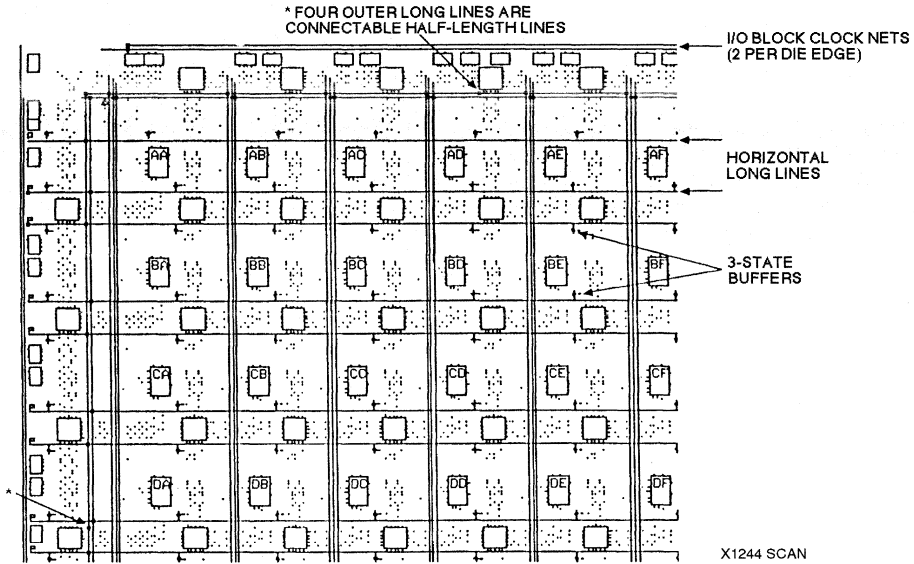 * FOUR OUTER LONG LINES ARE
CONNECTABLE HALF-LENGTH LINES
I/O BLOCK CLOCK NETS
(2 PER DIE EDGE)
AA AB AC AD AE AF
HORIZONTAL
LONG LINES
BA BB BC BD BE BF
3-STATE
BUFFERS
CA CB CC CD CE CF
DA DB DC DD DE DF
*
X1244 SCAN